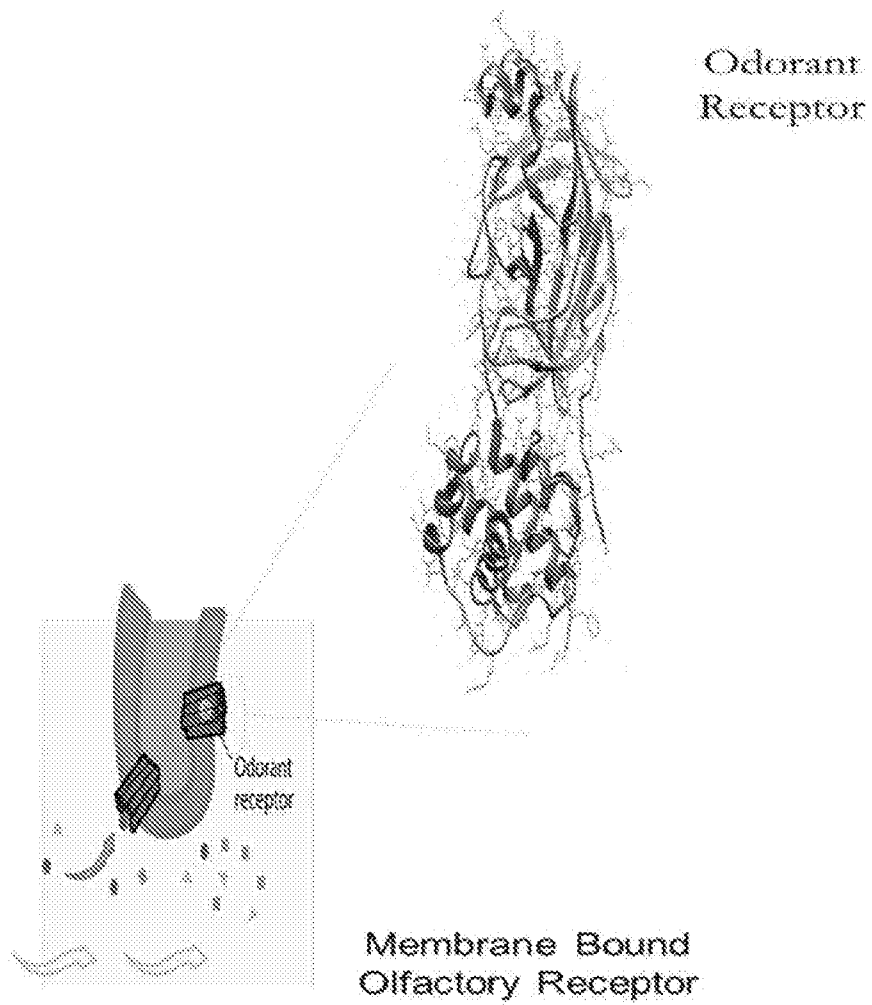 Odorant
Receptor
Odorant
receptor
Membrane Bound
Olfactory Receptor